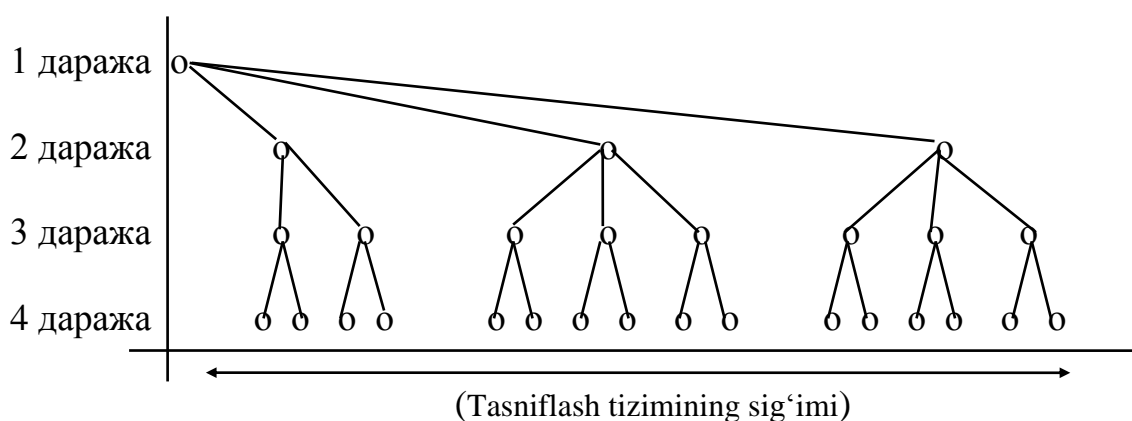 1 даража
2 даража
3 даража
4 даража
(Tasniflash tizimining sig‘imi)